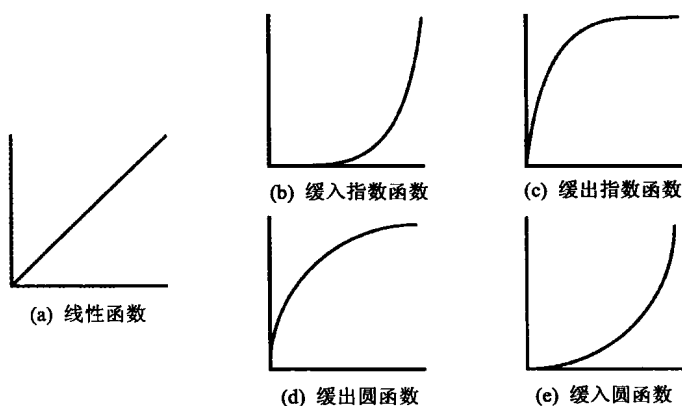 (b) 缓入指数函数
(c) 缓出指数函数
(a) 线性函数
(d) 缓出圆函数
(e) 缓入圆函数